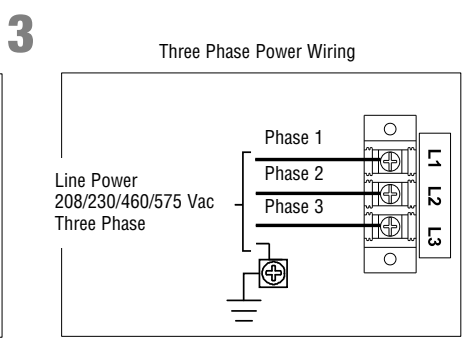 3
Three Phase Power Wiring
Phase 1
Phase 2
Phase 3
Line Power
208/230/460/575 Vac
Three Phase
L1
L2
L3